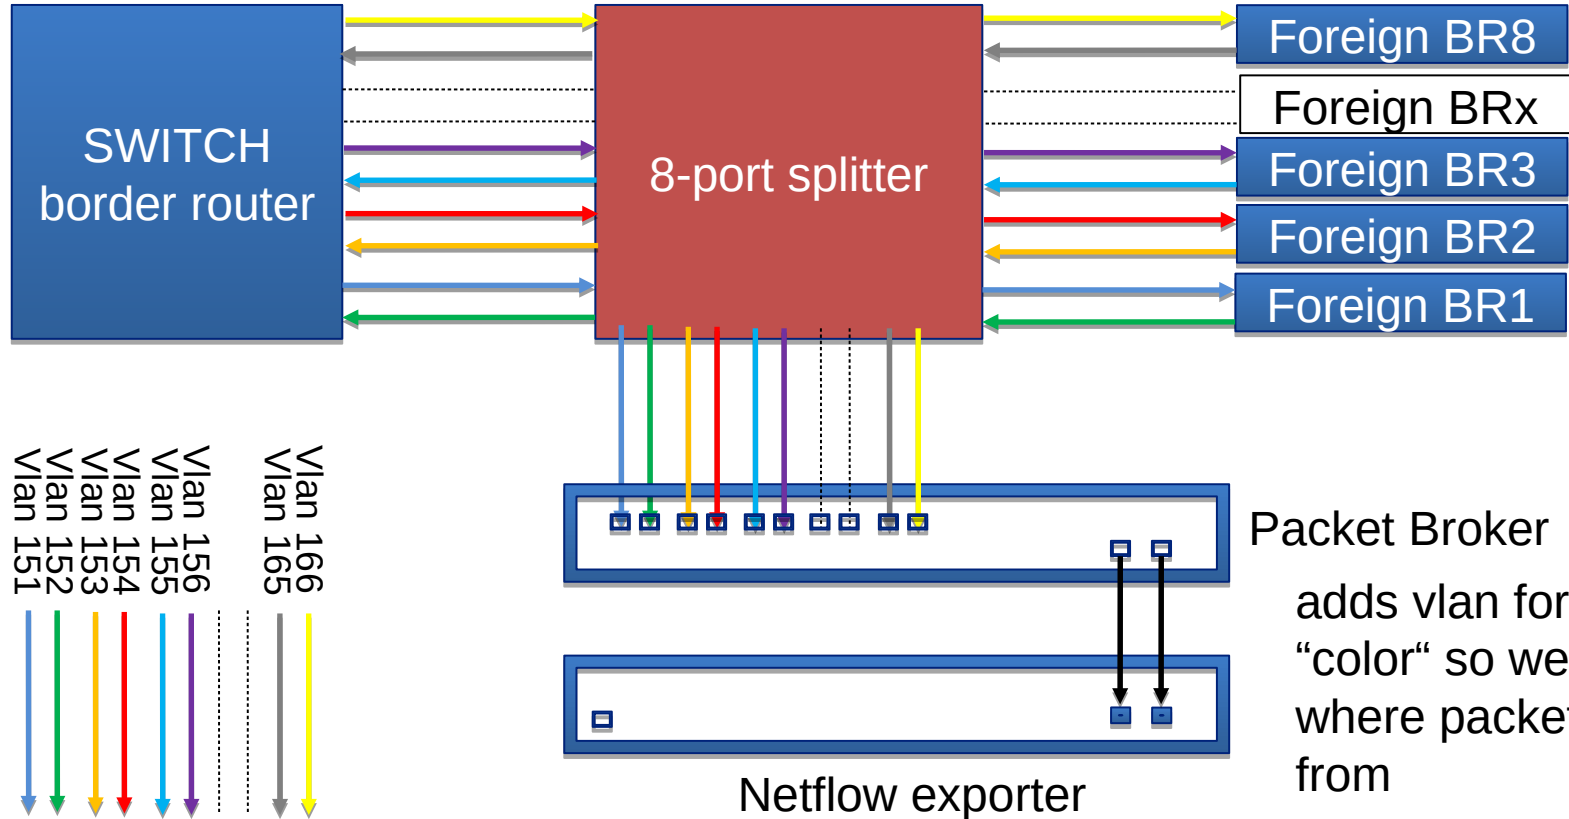 SWITCH
border router
8-port splitter
Foreign BR8
Foreign BRx
Foreign BR3
Foreign BR2
Foreign BR1
Vlan 151
Vlan 152
Vlan 153
Vlan 154
Vlan 155
Vlan 156
Vlan 165
Vlan 166
Packet Broker
adds vlan for
“color“ so we
where packet
from
Netflow exporter